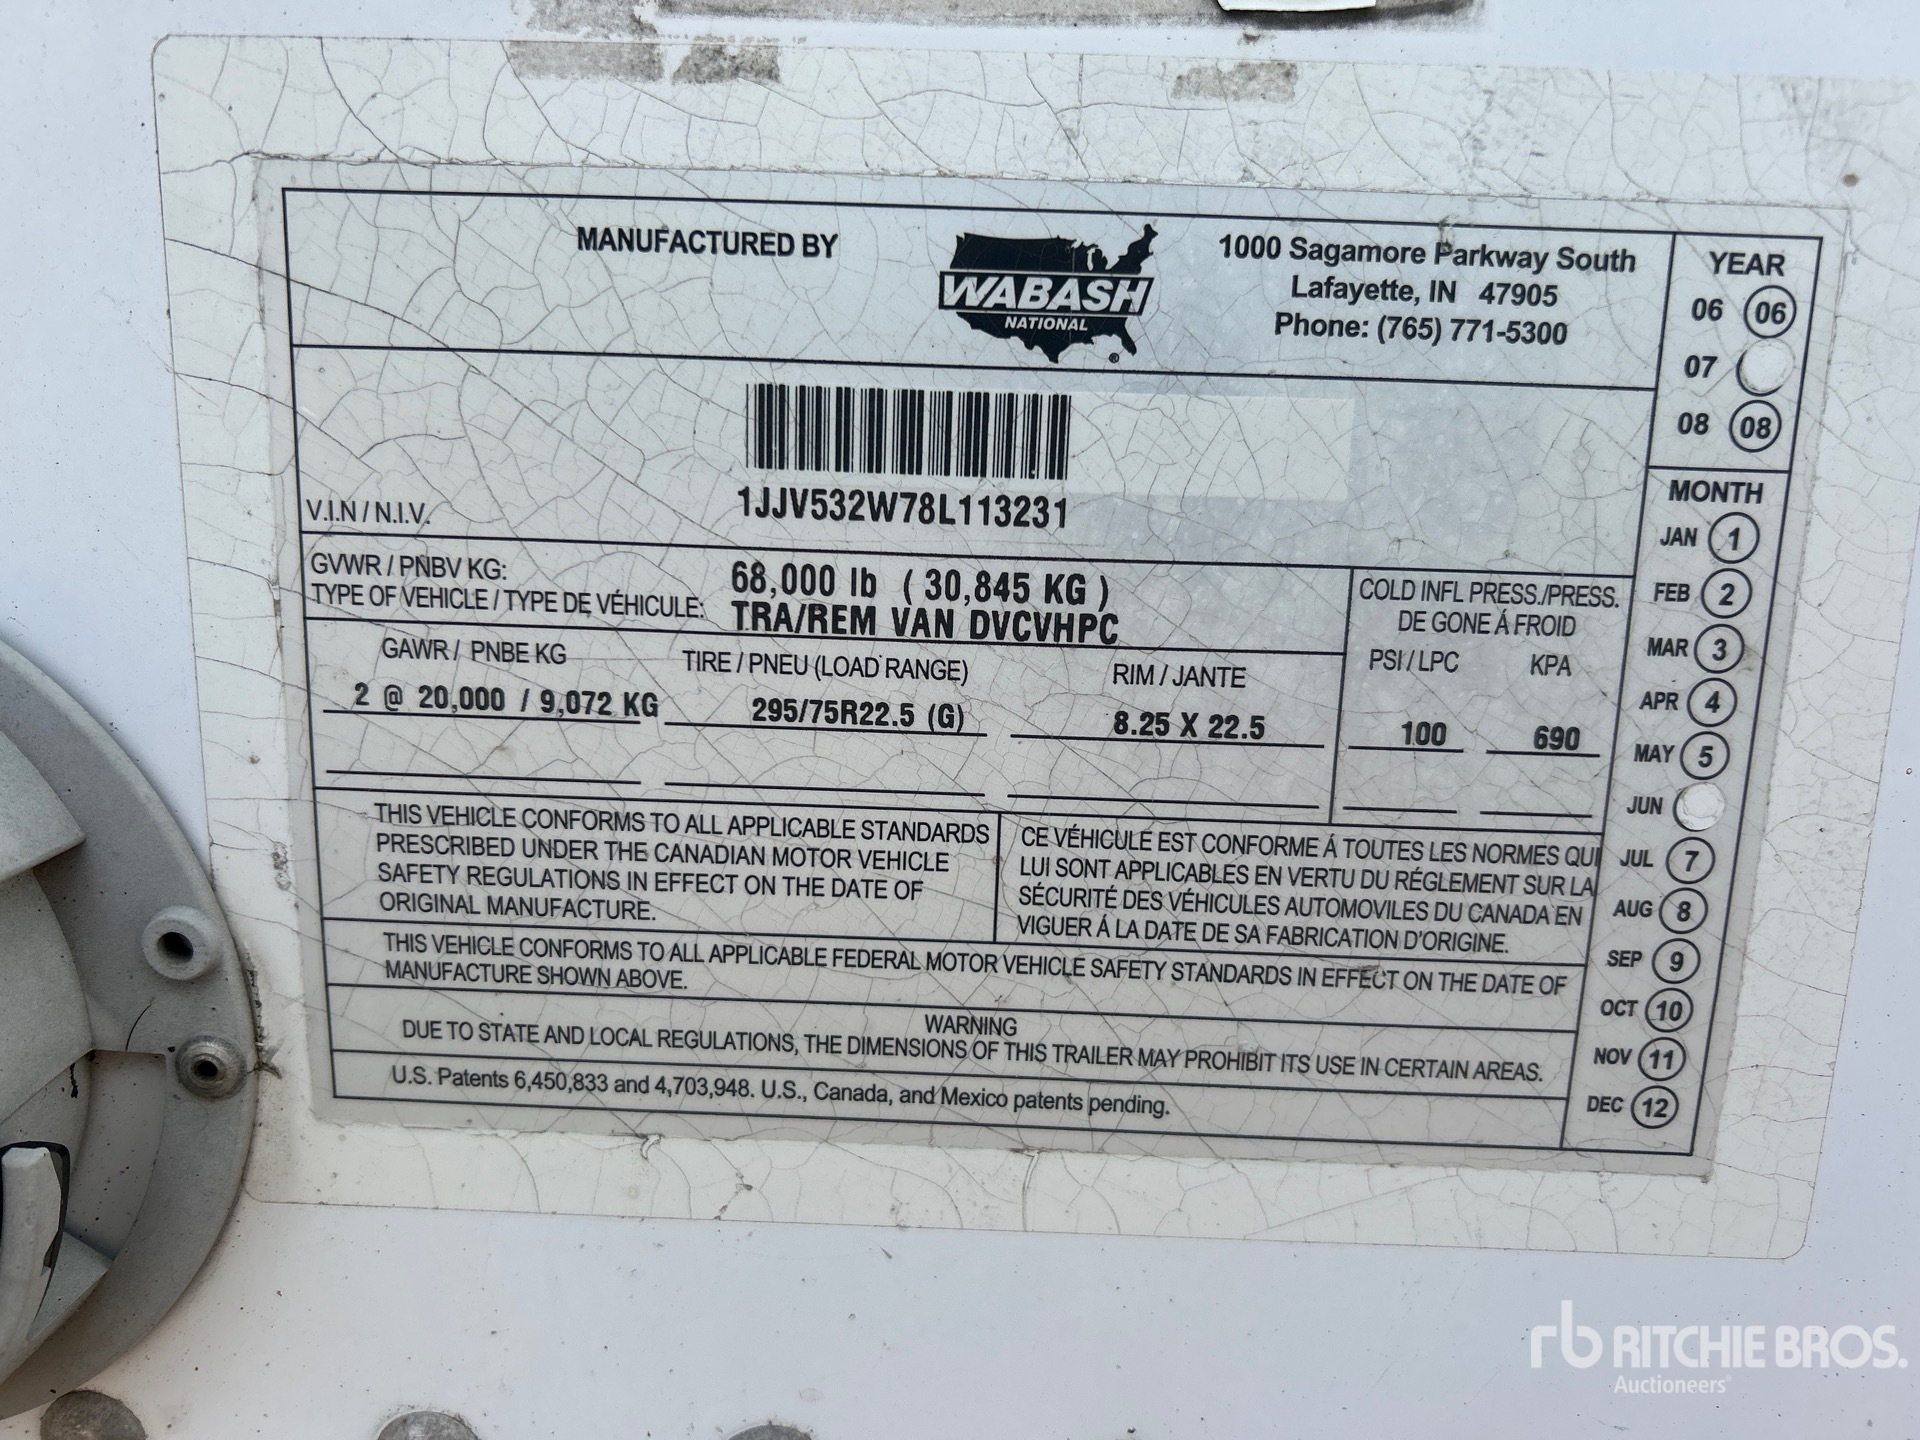 MANUFACTURED BY
WABASH
NATIONAL
®
1000 Sagamore Parkway South
Lafayette, IN 47905
Phone: (765) 771-5300
YEAR
06 06
07
08 08
V.I.N / N.I.V.
1JJV532W78L113231
GVWR / PNBV KG: 68,000 lb ( 30,845 KG )
TYPE OF VEHICLE / TYPE DE VÉHICULE: TRA/REM VAN DVCVHPC
COLD INFL PRESS./PRESS.
DE GONE Á FROID
GAWR / PNBE KG TIRE / PNEU (LOAD RANGE) RIM / JANTE PSI / LPC KPA
2 @ 20,000 / 9,072 KG 295/75R22.5 (G) 8.25 X 22.5 100 690
THIS VEHICLE CONFORMS TO ALL APPLICABLE STANDARDS
PRESCRIBED UNDER THE CANADIAN MOTOR VEHICLE
SAFETY REGULATIONS IN EFFECT ON THE DATE OF
ORIGINAL MANUFACTURE.
CE VÉHICULE EST CONFORME Á TOUTES LES NORMES QUI
LUI SONT APPLICABLES EN VERTU DU RÉGLEMENT SUR LA
SÉCURITÉ DES VÉHICULES AUTOMOVILES DU CANADA EN
VIGUER Á LA DATE DE SA FABRICATION D'ORIGINE.
THIS VEHICLE CONFORMS TO ALL APPLICABLE FEDERAL MOTOR VEHICLE SAFETY STANDARDS IN EFFECT ON THE DATE OF
MANUFACTURE SHOWN ABOVE.
WARNING
DUE TO STATE AND LOCAL REGULATIONS, THE DIMENSIONS OF THIS TRAILER MAY PROHIBIT ITS USE IN CERTAIN AREAS.
U.S. Patents 6,450,833 and 4,703,948. U.S., Canada, and Mexico patents pending.
MONTH
JAN 1
FEB 2
MAR 3
APR 4
MAY 5
JUN
JUL 7
AUG 8
SEP 9
OCT 10
NOV 11
DEC 12
rb RITCHIE BROS.
Auctioneers